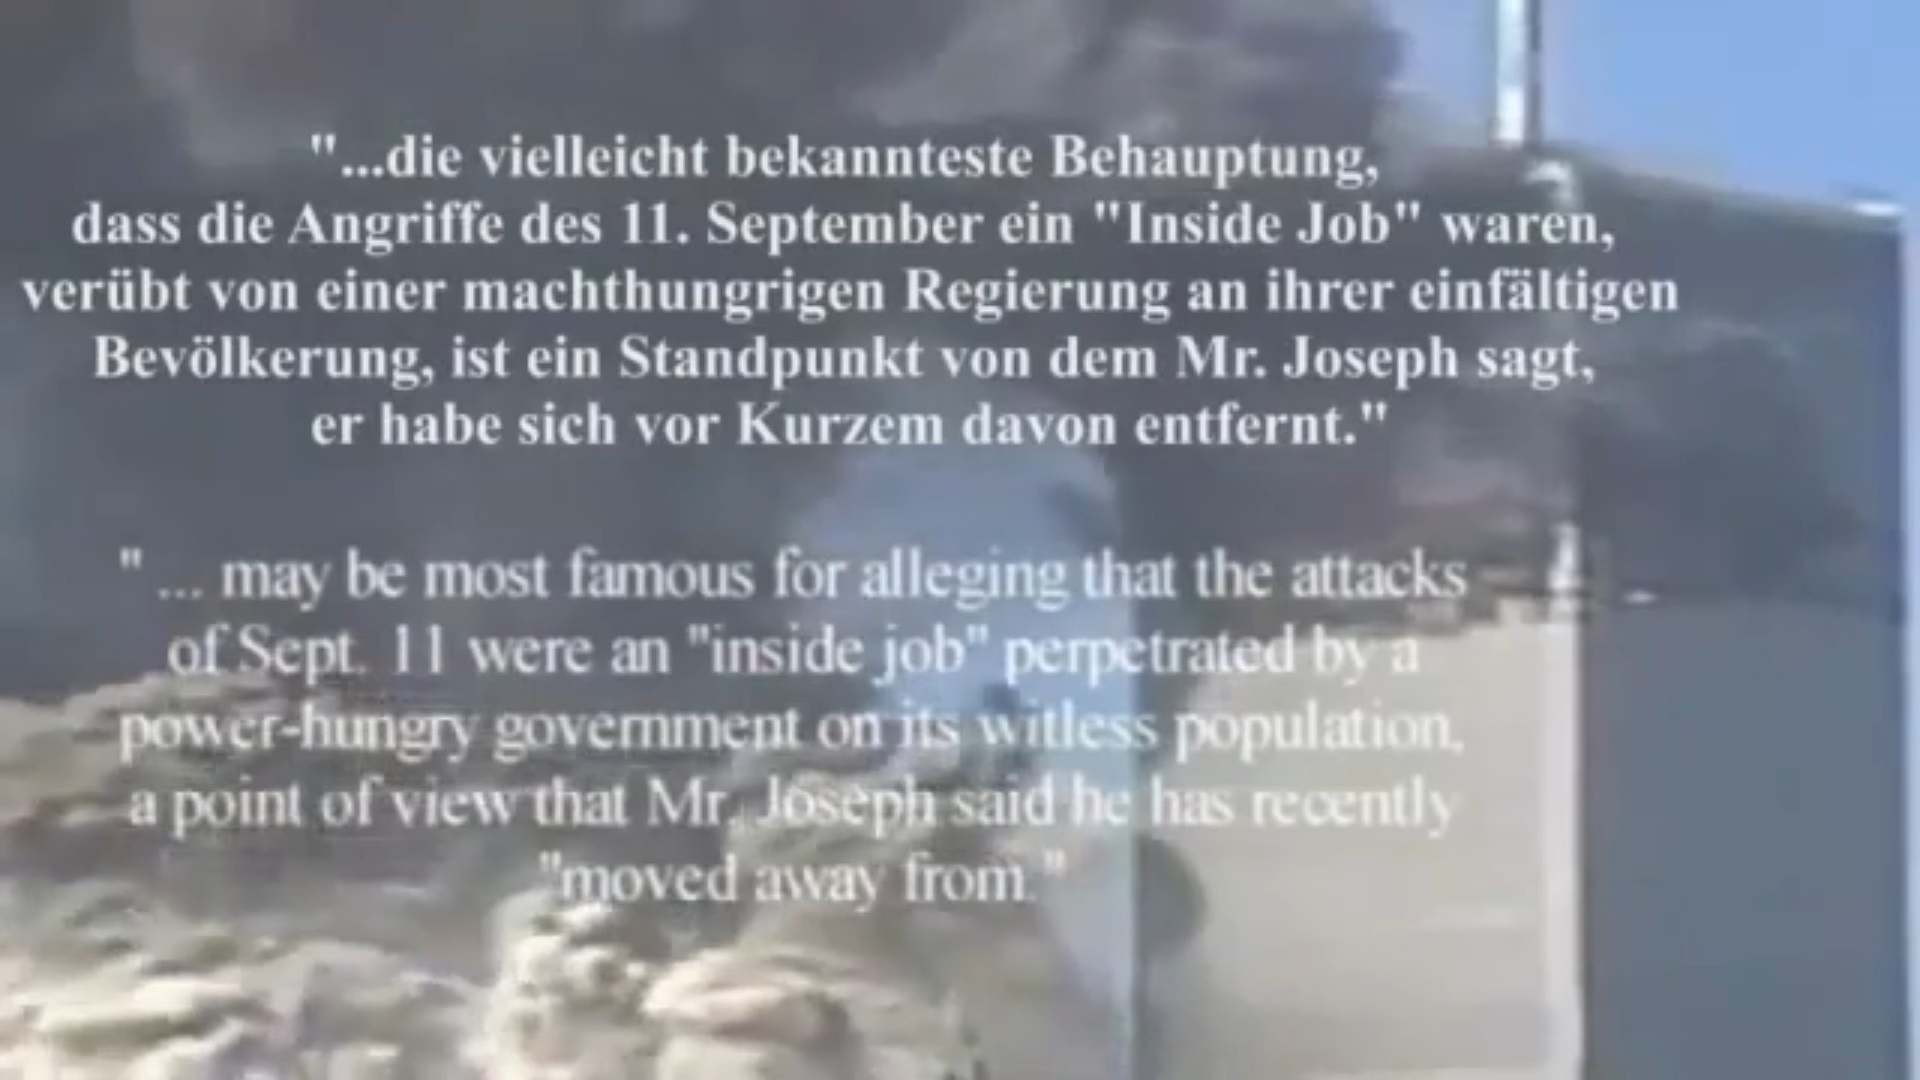 "...die vielleicht bekannteste Behauptung,
dass die Angriffe des 11. September ein "Inside Job" waren,
verübt von einer machthungrigen Regierung an ihrer einfältigen
Bevölkerung, ist ein Standpunkt von dem Mr. Joseph sagt,
er habe sich vor Kurzem davon entfernt."
" ... may be most famous for alleging that the attacks
of Sept. 11 were an "inside job" perpetrated by a
power-hungry government on its witless population,
a point of view that Mr. Joseph said he has recently
"moved away from."